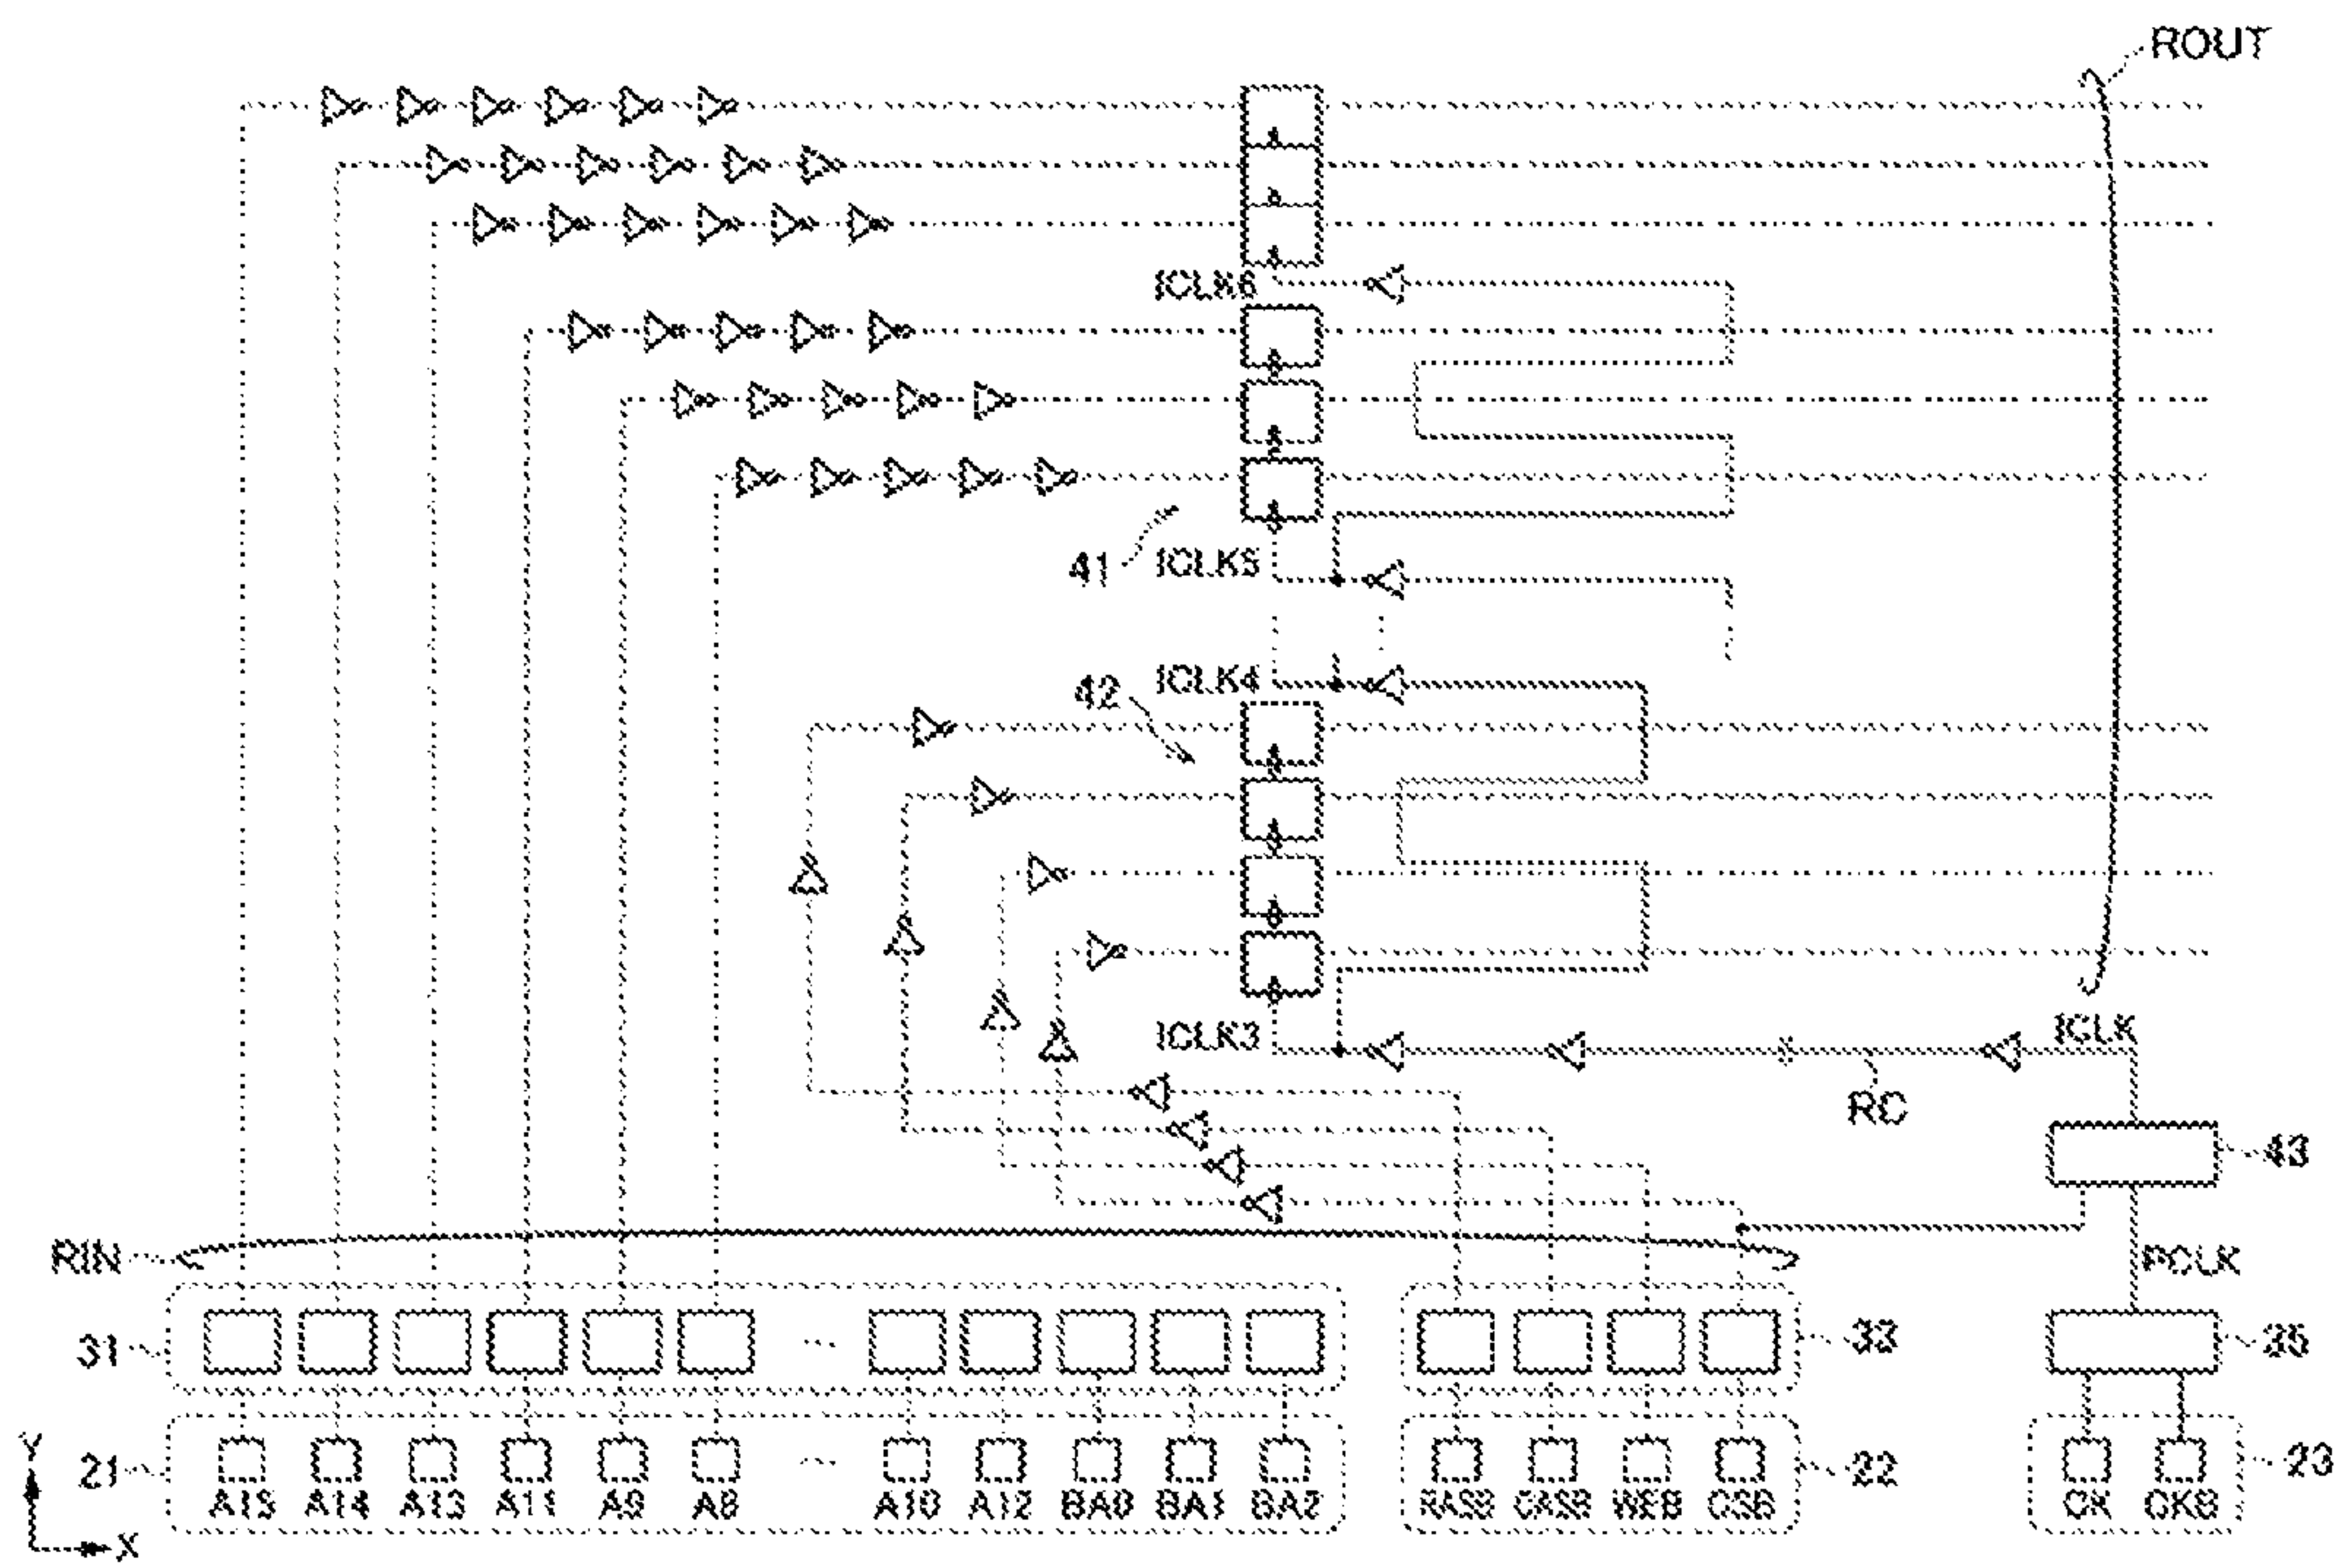 ROUT
ICLK6
41
ICLK5
42
ICLK4
ICLK3
ICLK
RC
43
RIN
PCLK
31
33
35
21
22
23
A15 A14 A13 A11 A9 A8 ~ A10 A12 BA0 BA1 BA2 RASB CASB WEB CSB CK CKB
Y
X